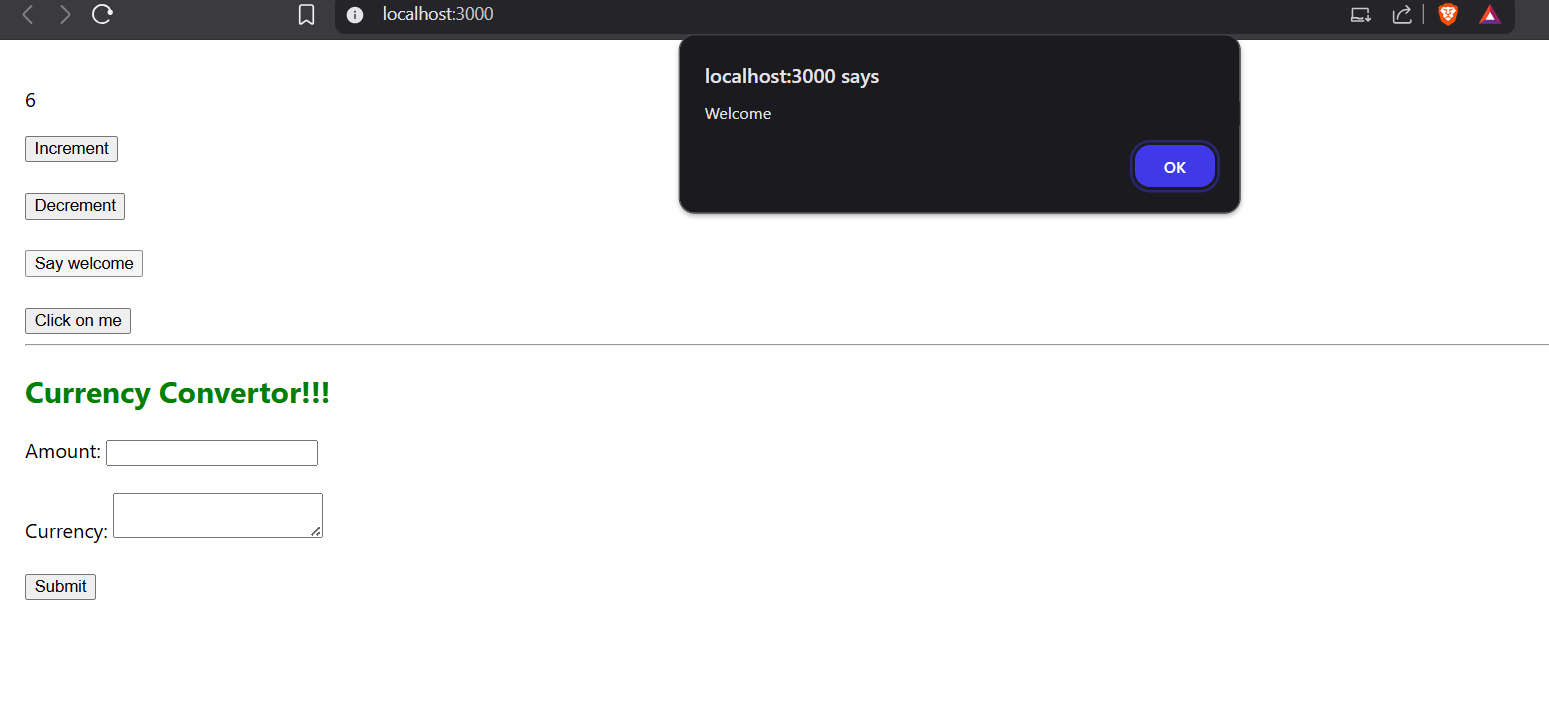 localhost:3000
localhost:3000 says
Welcome
OK
6
Increment
Decrement
Say welcome
Click on me
Currency Convertor!!!
Amount:
Currency:
Submit